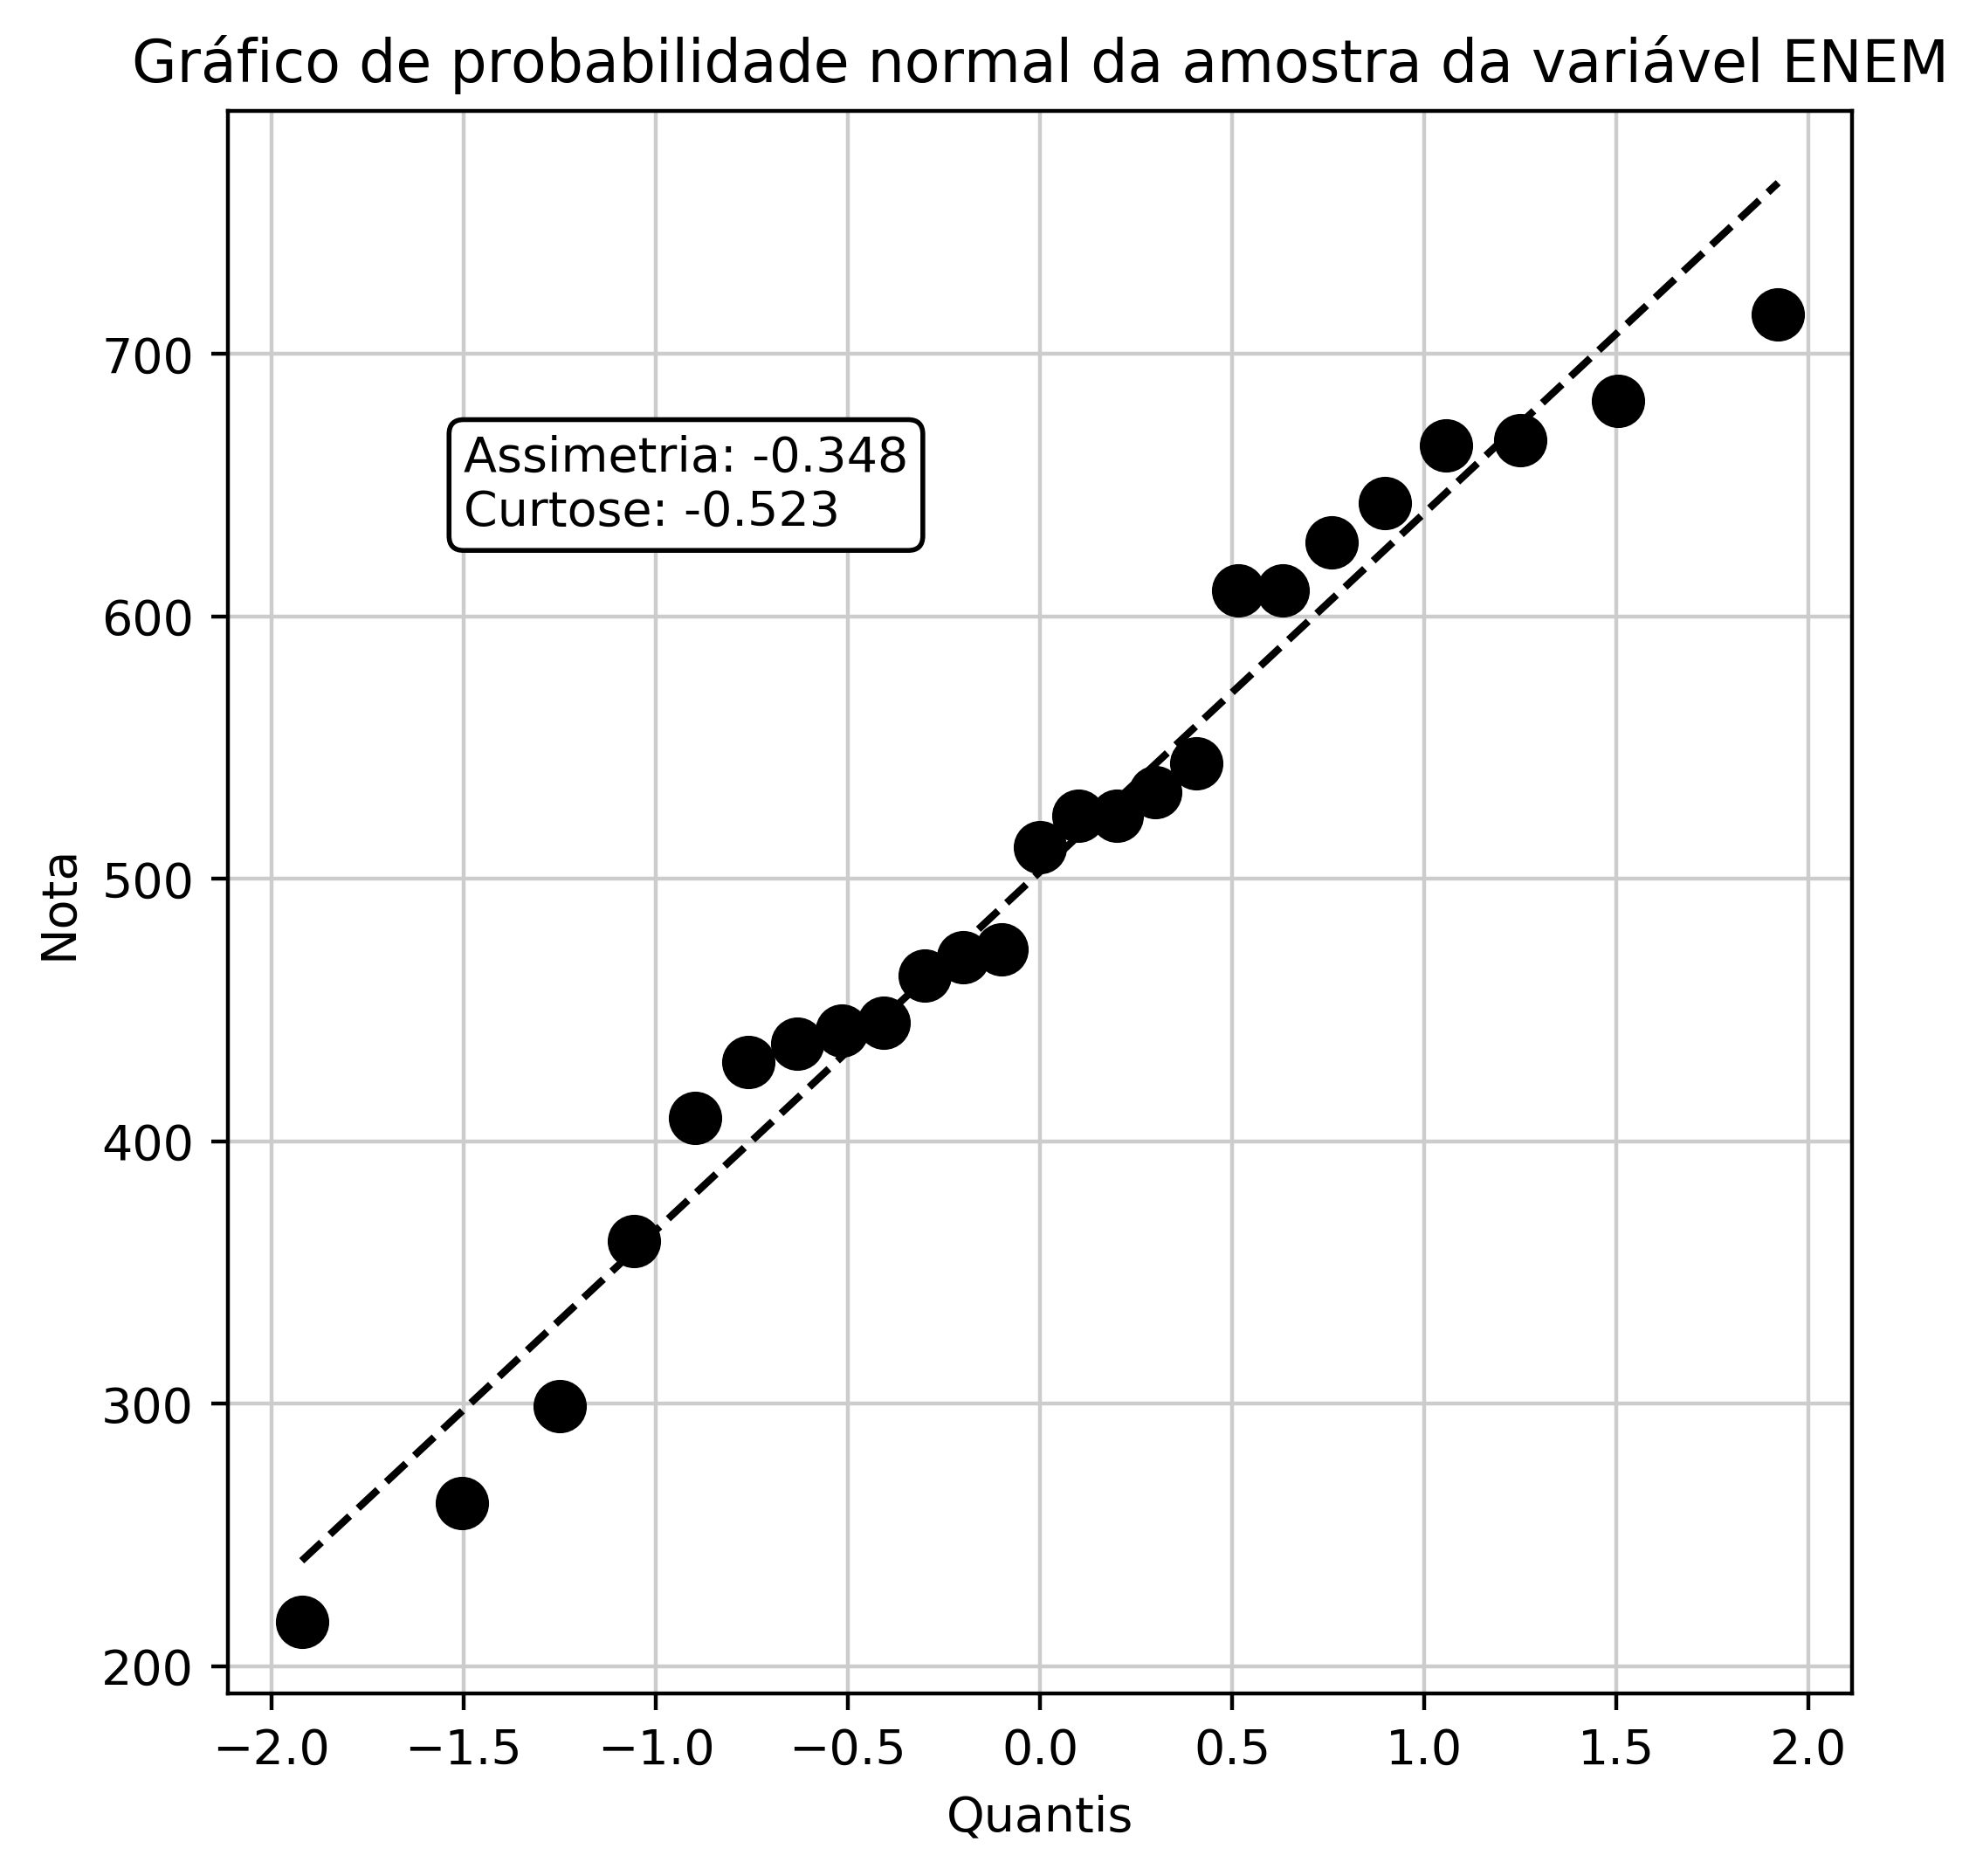 Gráfico de probabilidade normal da amostra da variável ENEM
700
Assimetria: -0.348
Curtose: -0.523
600
500
Nota
400
300
200
−2.0 −1.5 −1.0 −0.5 0.0 0.5 1.0 1.5 2.0
Quantis